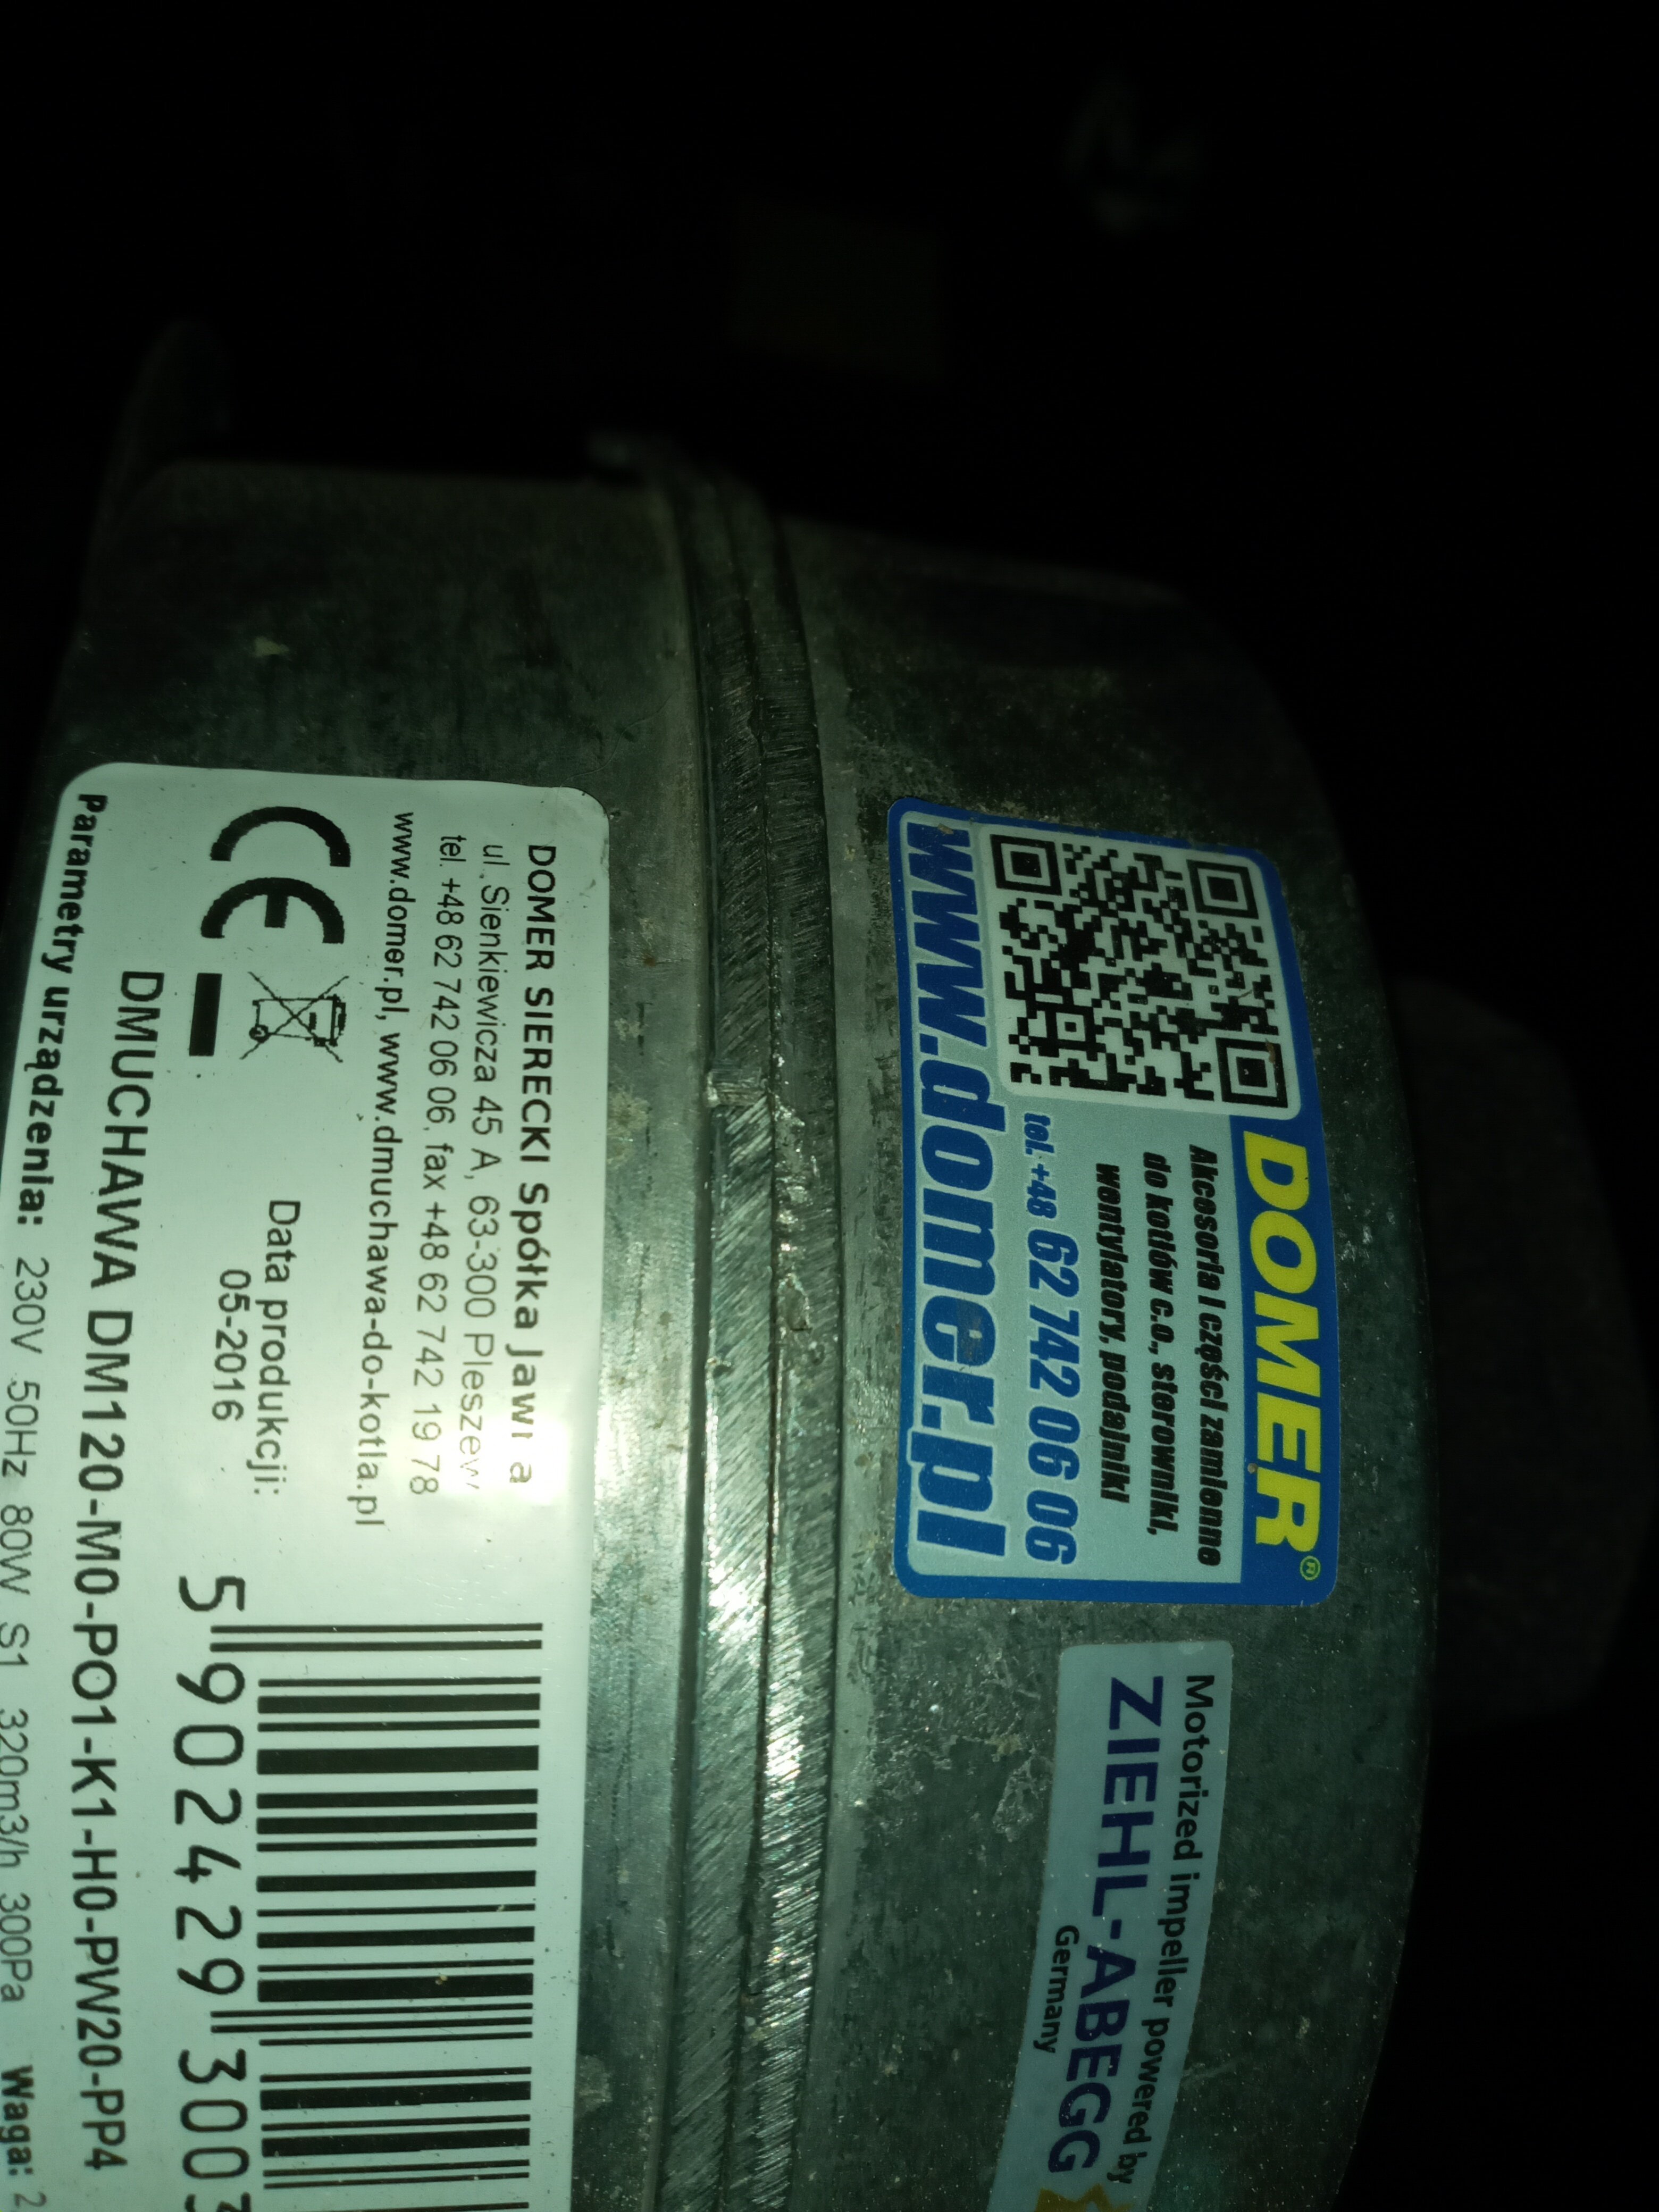 DOMER®
Akcesoria i części zamienne
do kotłów c.o., sterowniki,
wentylatory, podajniki
tel. +48 62 742 06 06
www.domer.pl
Motorized impeller powered by
ZIEHL-ABEGG
Germany
DOMER SIERECKI Spółka Jaw
ul.Sienkiewicza 45 A, 63-300 Pleszew
tel. +48 62 742 06 06, fax +48 62 742 19 78
www.domer.pl, www.dmuchawa-do-kotla.pl
CE
Data produkcji:
05-2016
5 902429 300
DMUCHAWA DM120-M0-PO1-K1-H0-PW20-PP4
Parametry urządzenia: 230V 50Hz 80W S1 320m3/h 300Pa Waga: 2